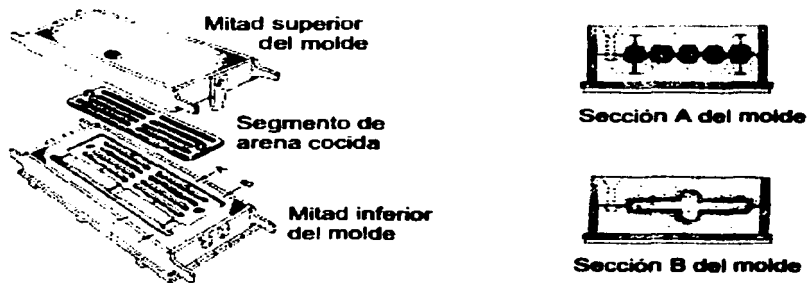 Mitad superior
del molde
Segmento de
arena cocida
Mitad inferior
del molde
Sección A del molde
Sección B del molde